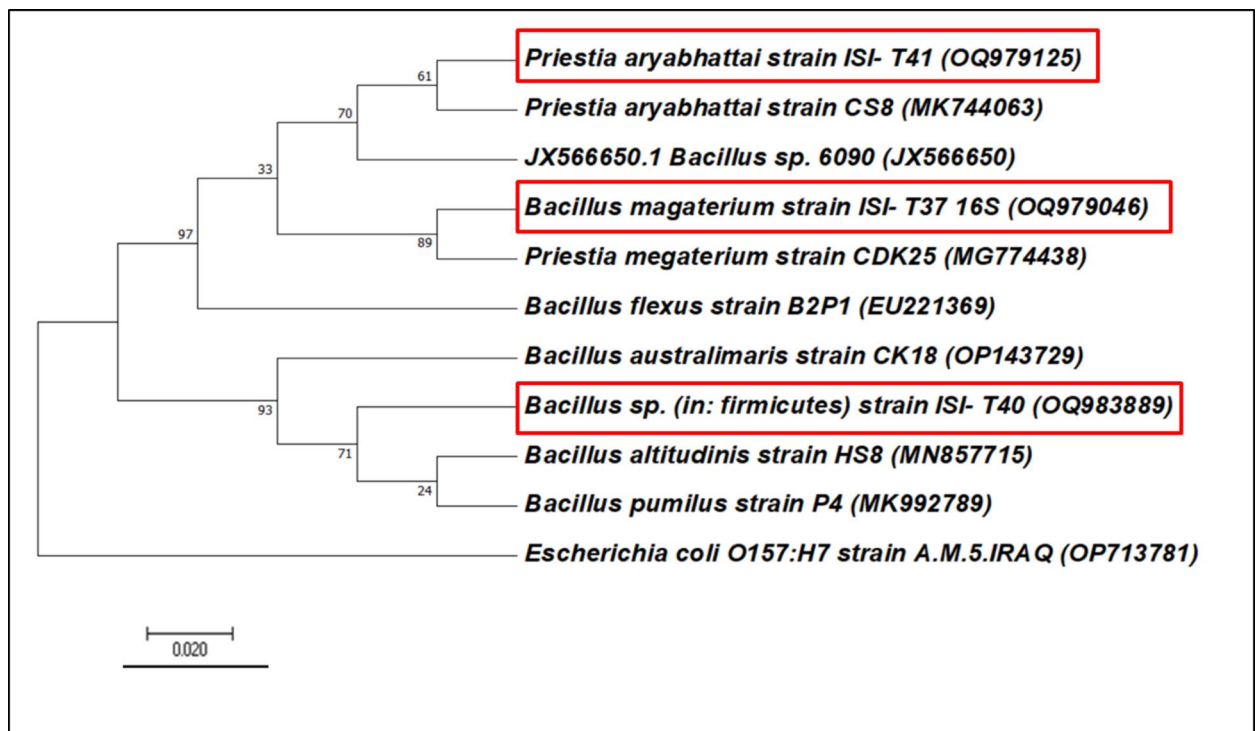 Priestia aryabhattai strain ISI- T41 (OQ979125)
61
Priestia aryabhattai strain CS8 (MK744063)
70
JX566650.1 Bacillus sp. 6090 (JX566650)
33
Bacillus magaterium strain ISI- T37 16S (OQ979046)
97
89
Priestia megaterium strain CDK25 (MG774438)
Bacillus flexus strain B2P1 (EU221369)
Bacillus australimaris strain CK18 (OP143729)
93
Bacillus sp. (in: firmicutes) strain ISI- T40 (OQ983889)
71
Bacillus altitudinis strain HS8 (MN857715)
24
Bacillus pumilus strain P4 (MK992789)
Escherichia coli O157:H7 strain A.M.5.IRAQ (OP713781)
0.020